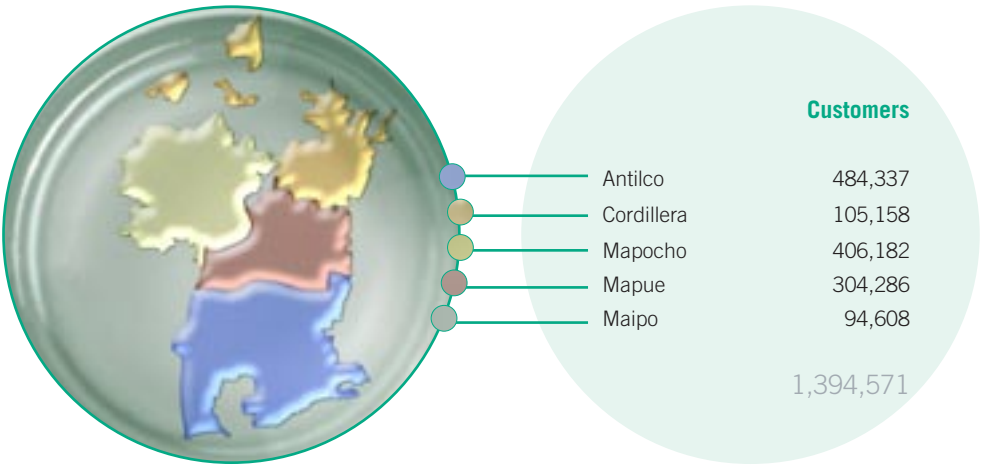 Customers
Antilco 484,337
Cordillera 105,158
Mapocho 406,182
Mapue 304,286
Maipo 94,608
1,394,571